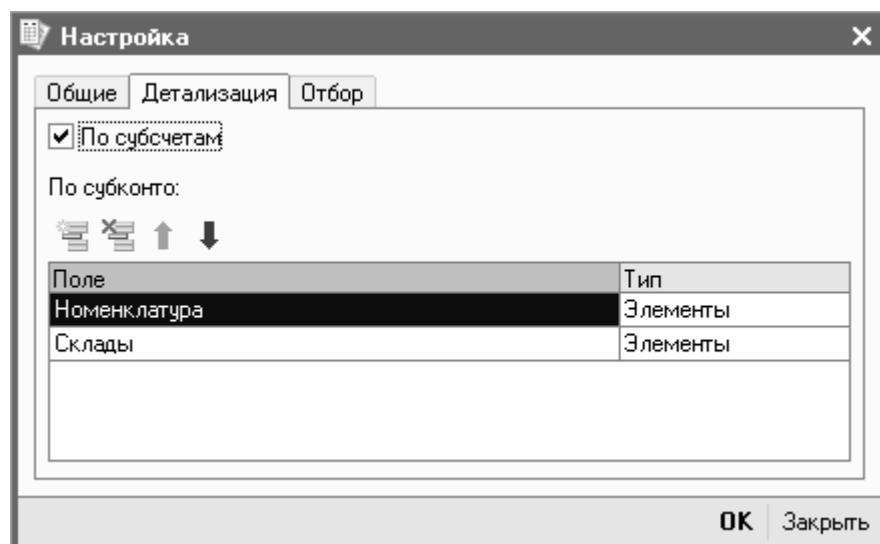 Настройка
Общие Детализация Отбор
По субсчетам
По субконто:
Поле Тип
Номенклатура Элементы
Склады Элементы
OK Закрыть